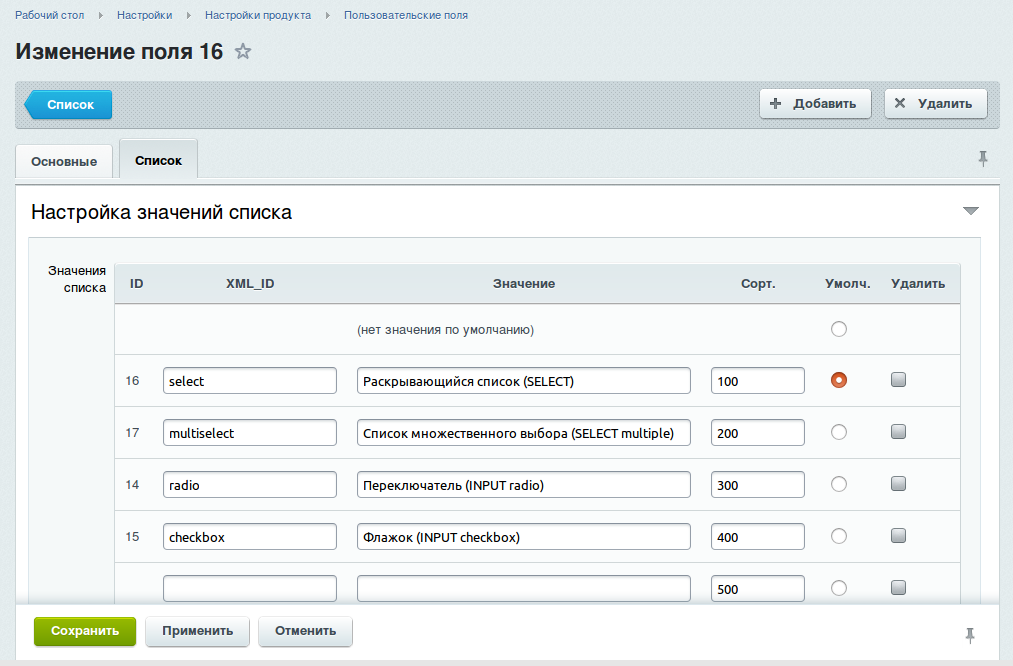 Рабочий стол Настройки Настройки продукта Пользовательские поля
Изменение поля 16
Список Добавить Удалить
Основные Список
Настройка значений списка
Значения
списка
ID XML_ID Значение Сорт. Умолч. Удалить
(нет значения по умолчанию)
16 select Раскрывающийся список (SELECT) 100
17 multiselect Список множественного выбора (SELECT multiple) 200
14 radio Переключатель (INPUT radio) 300
15 checkbox Флажок (INPUT checkbox) 400
500
Сохранить Применить Отменить